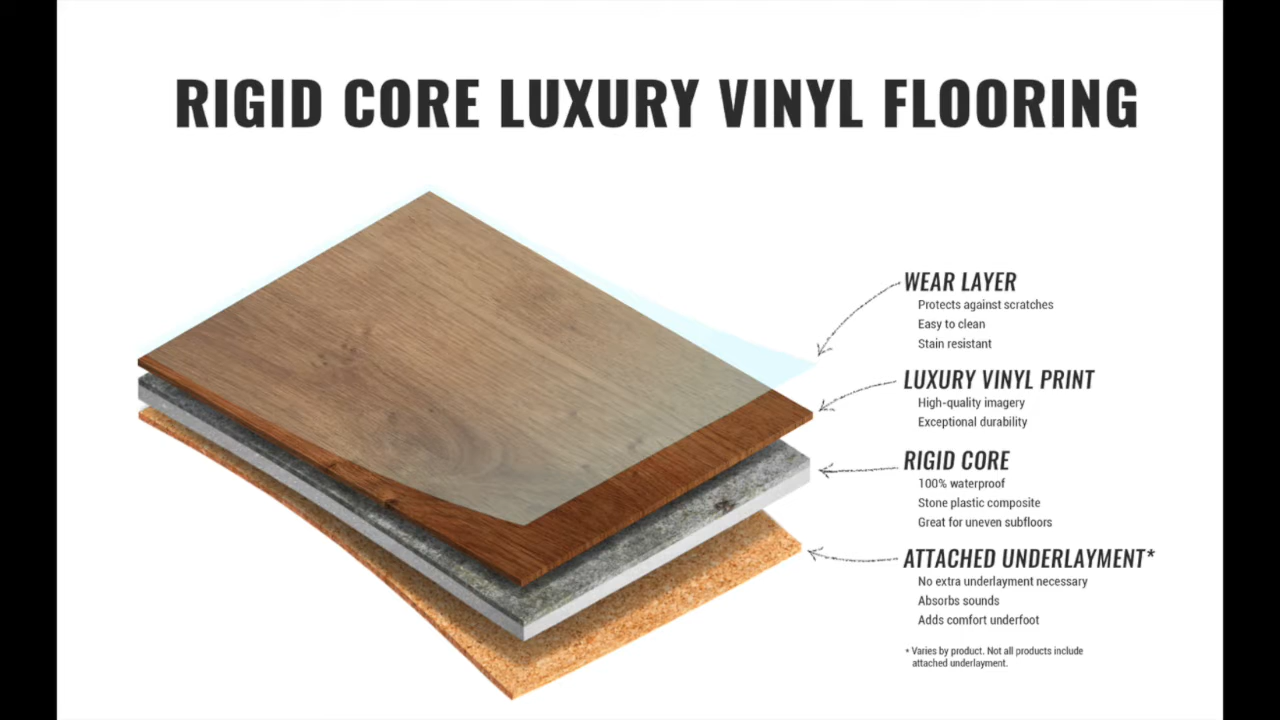 RIGID CORE LUXURY VINYL FLOORING
WEAR LAYER
Protects against scratches
Easy to clean
Stain resistant
LUXURY VINYL PRINT
High-quality imagery
Exceptional durability
RIGID CORE
100% waterproof
Stone plastic composite
Great for uneven subfloors
ATTACHED UNDERLAYMENT*
No extra underlayment necessary
Absorbs sounds
Adds comfort underfoot
* Varies by product. Not all products include
attached underlayment.